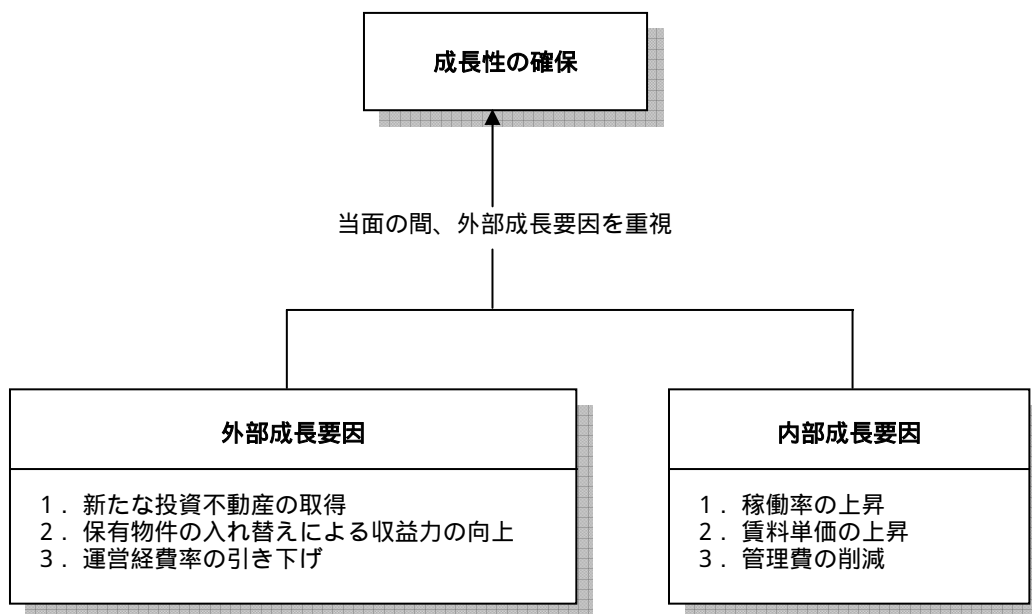 成長性の確保
当面の間、外部成長要因を重視
外部成長要因
1．新たな投資不動産の取得
2．保有物件の入れ替えによる収益力の向上
3．運営経費率の引き下げ
内部成長要因
1．稼働率の上昇
2．賃料単価の上昇
3．管理費の削減